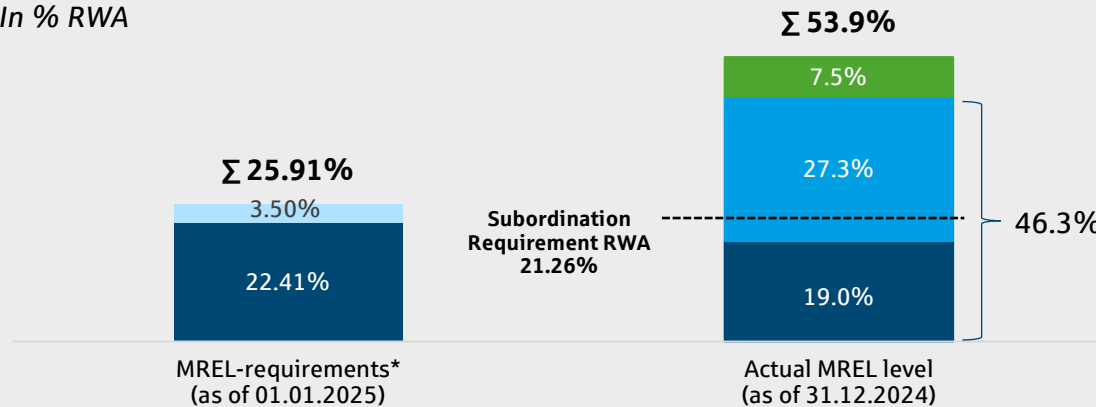 In % RWA
∑ 53.9%
7.5%
27.3%
∑ 25.91%
3.50%
Subordination
Requirement RWA
21.26%
46.3%
22.41%
19.0%
MREL-requirements*
(as of 01.01.2025)
Actual MREL level
(as of 31.12.2024)